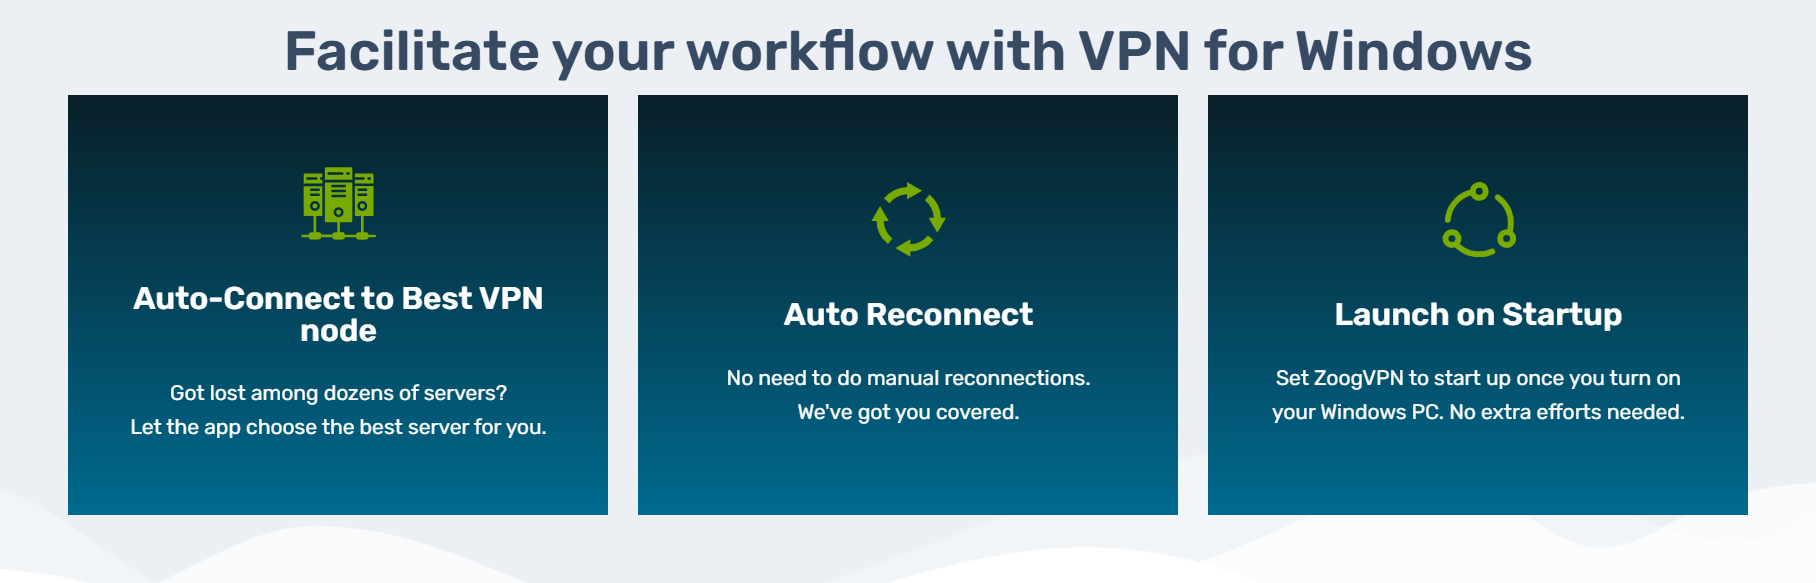 Facilitate your workflow with VPN for Windows
Auto-Connect to Best VPN
node
Got lost among dozens of servers?
Let the app choose the best server for you.
Auto Reconnect
No need to do manual reconnections.
We've got you covered.
Launch on Startup
Set ZoogVPN to start up once you turn on
your Windows PC. No extra efforts needed.